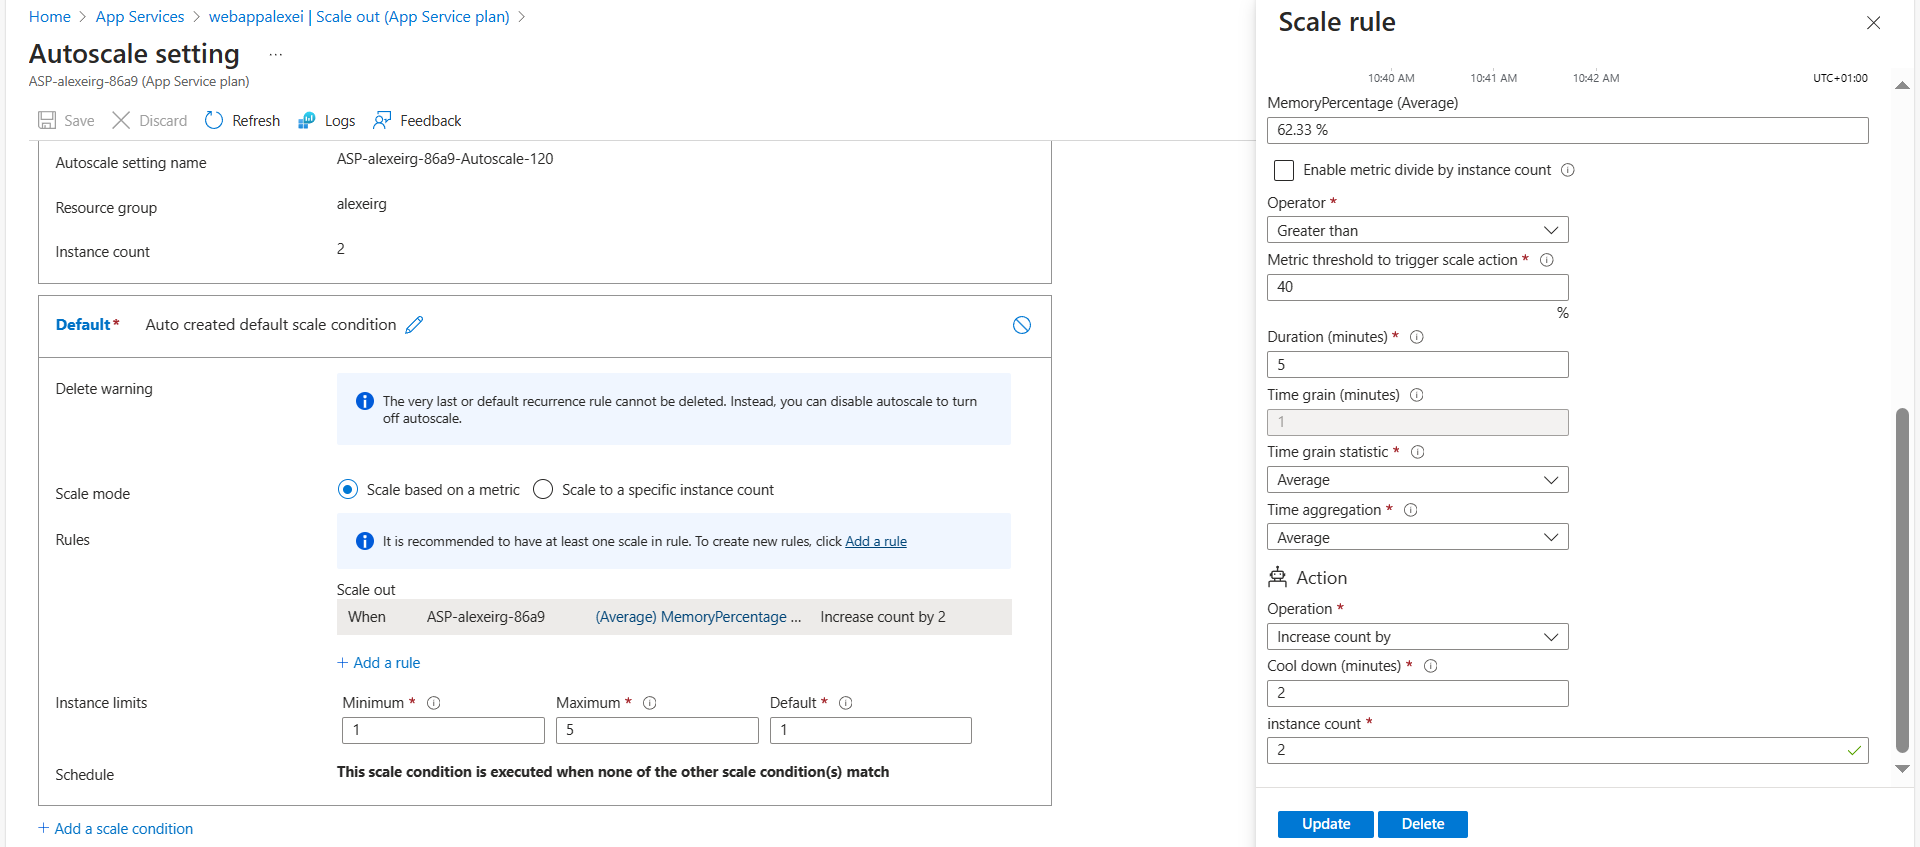 Home > App Services > webappalexei | Scale out (App Service plan) >
Autoscale setting ...
ASP-alexeirg-86a9 (App Service plan)
Save Discard Refresh Logs Feedback
Autoscale setting name ASP-alexeirg-86a9-Autoscale-120
Resource group alexeirg
Instance count 2
Default* Auto created default scale condition
Delete warning
The very last or default recurrence rule cannot be deleted. Instead, you can disable autoscale to turn
off autoscale.
Scale mode Scale based on a metric Scale to a specific instance count
Rules It is recommended to have at least one scale in rule. To create new rules, click Add a rule
Scale out
When ASP-alexeirg-86a9 (Average) MemoryPercentage ... Increase count by 2
+ Add a rule
Instance limits Minimum * Maximum * Default *
1 5 1
Schedule This scale condition is executed when none of the other scale condition(s) match
+ Add a scale condition
Scale rule
10:40 AM 10:41 AM 10:42 AM UTC+01:00
MemoryPercentage (Average)
62.33 %
Enable metric divide by instance count
Operator *
Greater than
Metric threshold to trigger scale action *
40
%
Duration (minutes) *
5
Time grain (minutes)
1
Time grain statistic *
Average
Time aggregation *
Average
Action
Operation *
Increase count by
Cool down (minutes) *
2
instance count *
2
Update Delete